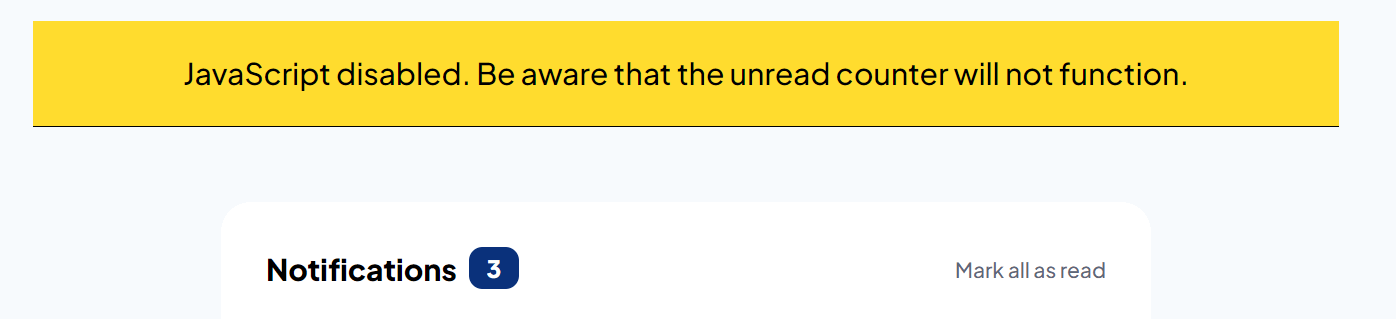 JavaScript disabled. Be aware that the unread counter will not function.
Notifications 3 Mark all as read